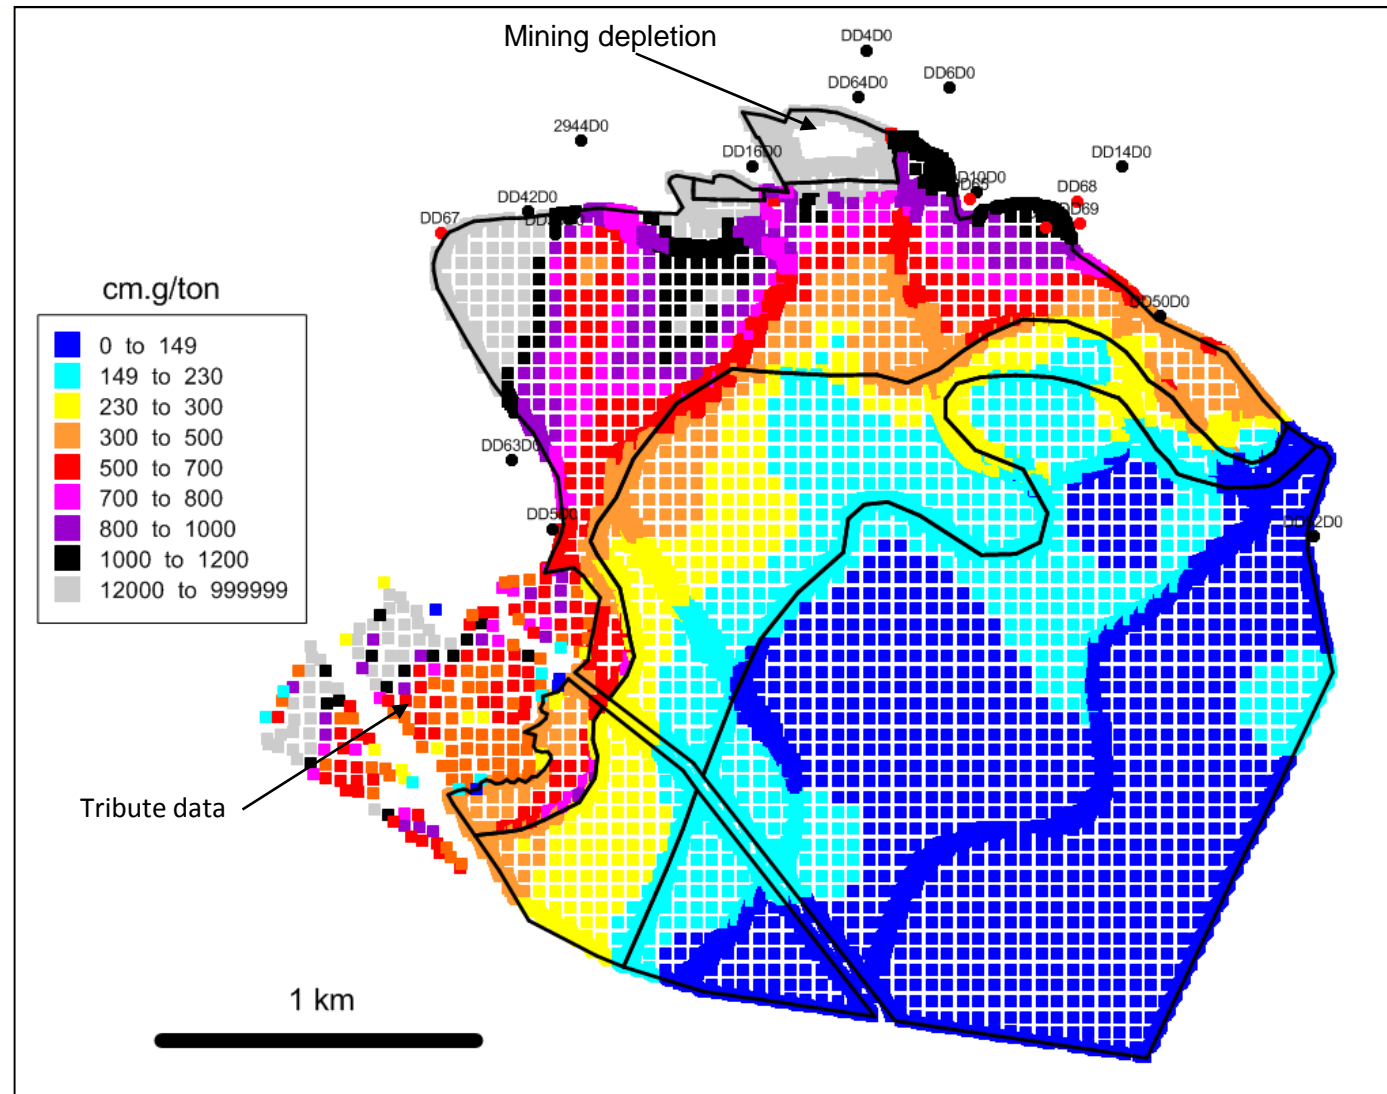 Mining depletion
DD4D0
DD6D0
DD64D0
2944D0
DD16D0
DD14D0
DD10D0
DD68
DD42D0
DD67
DD69
cm.g/ton
DD50D0
0 to 149
149 to 230
230 to 300
300 to 500
500 to 700
700 to 800
800 to 1000
1000 to 1200
12000 to 999999
DD63D0
DD52D0
Tribute data
1 km